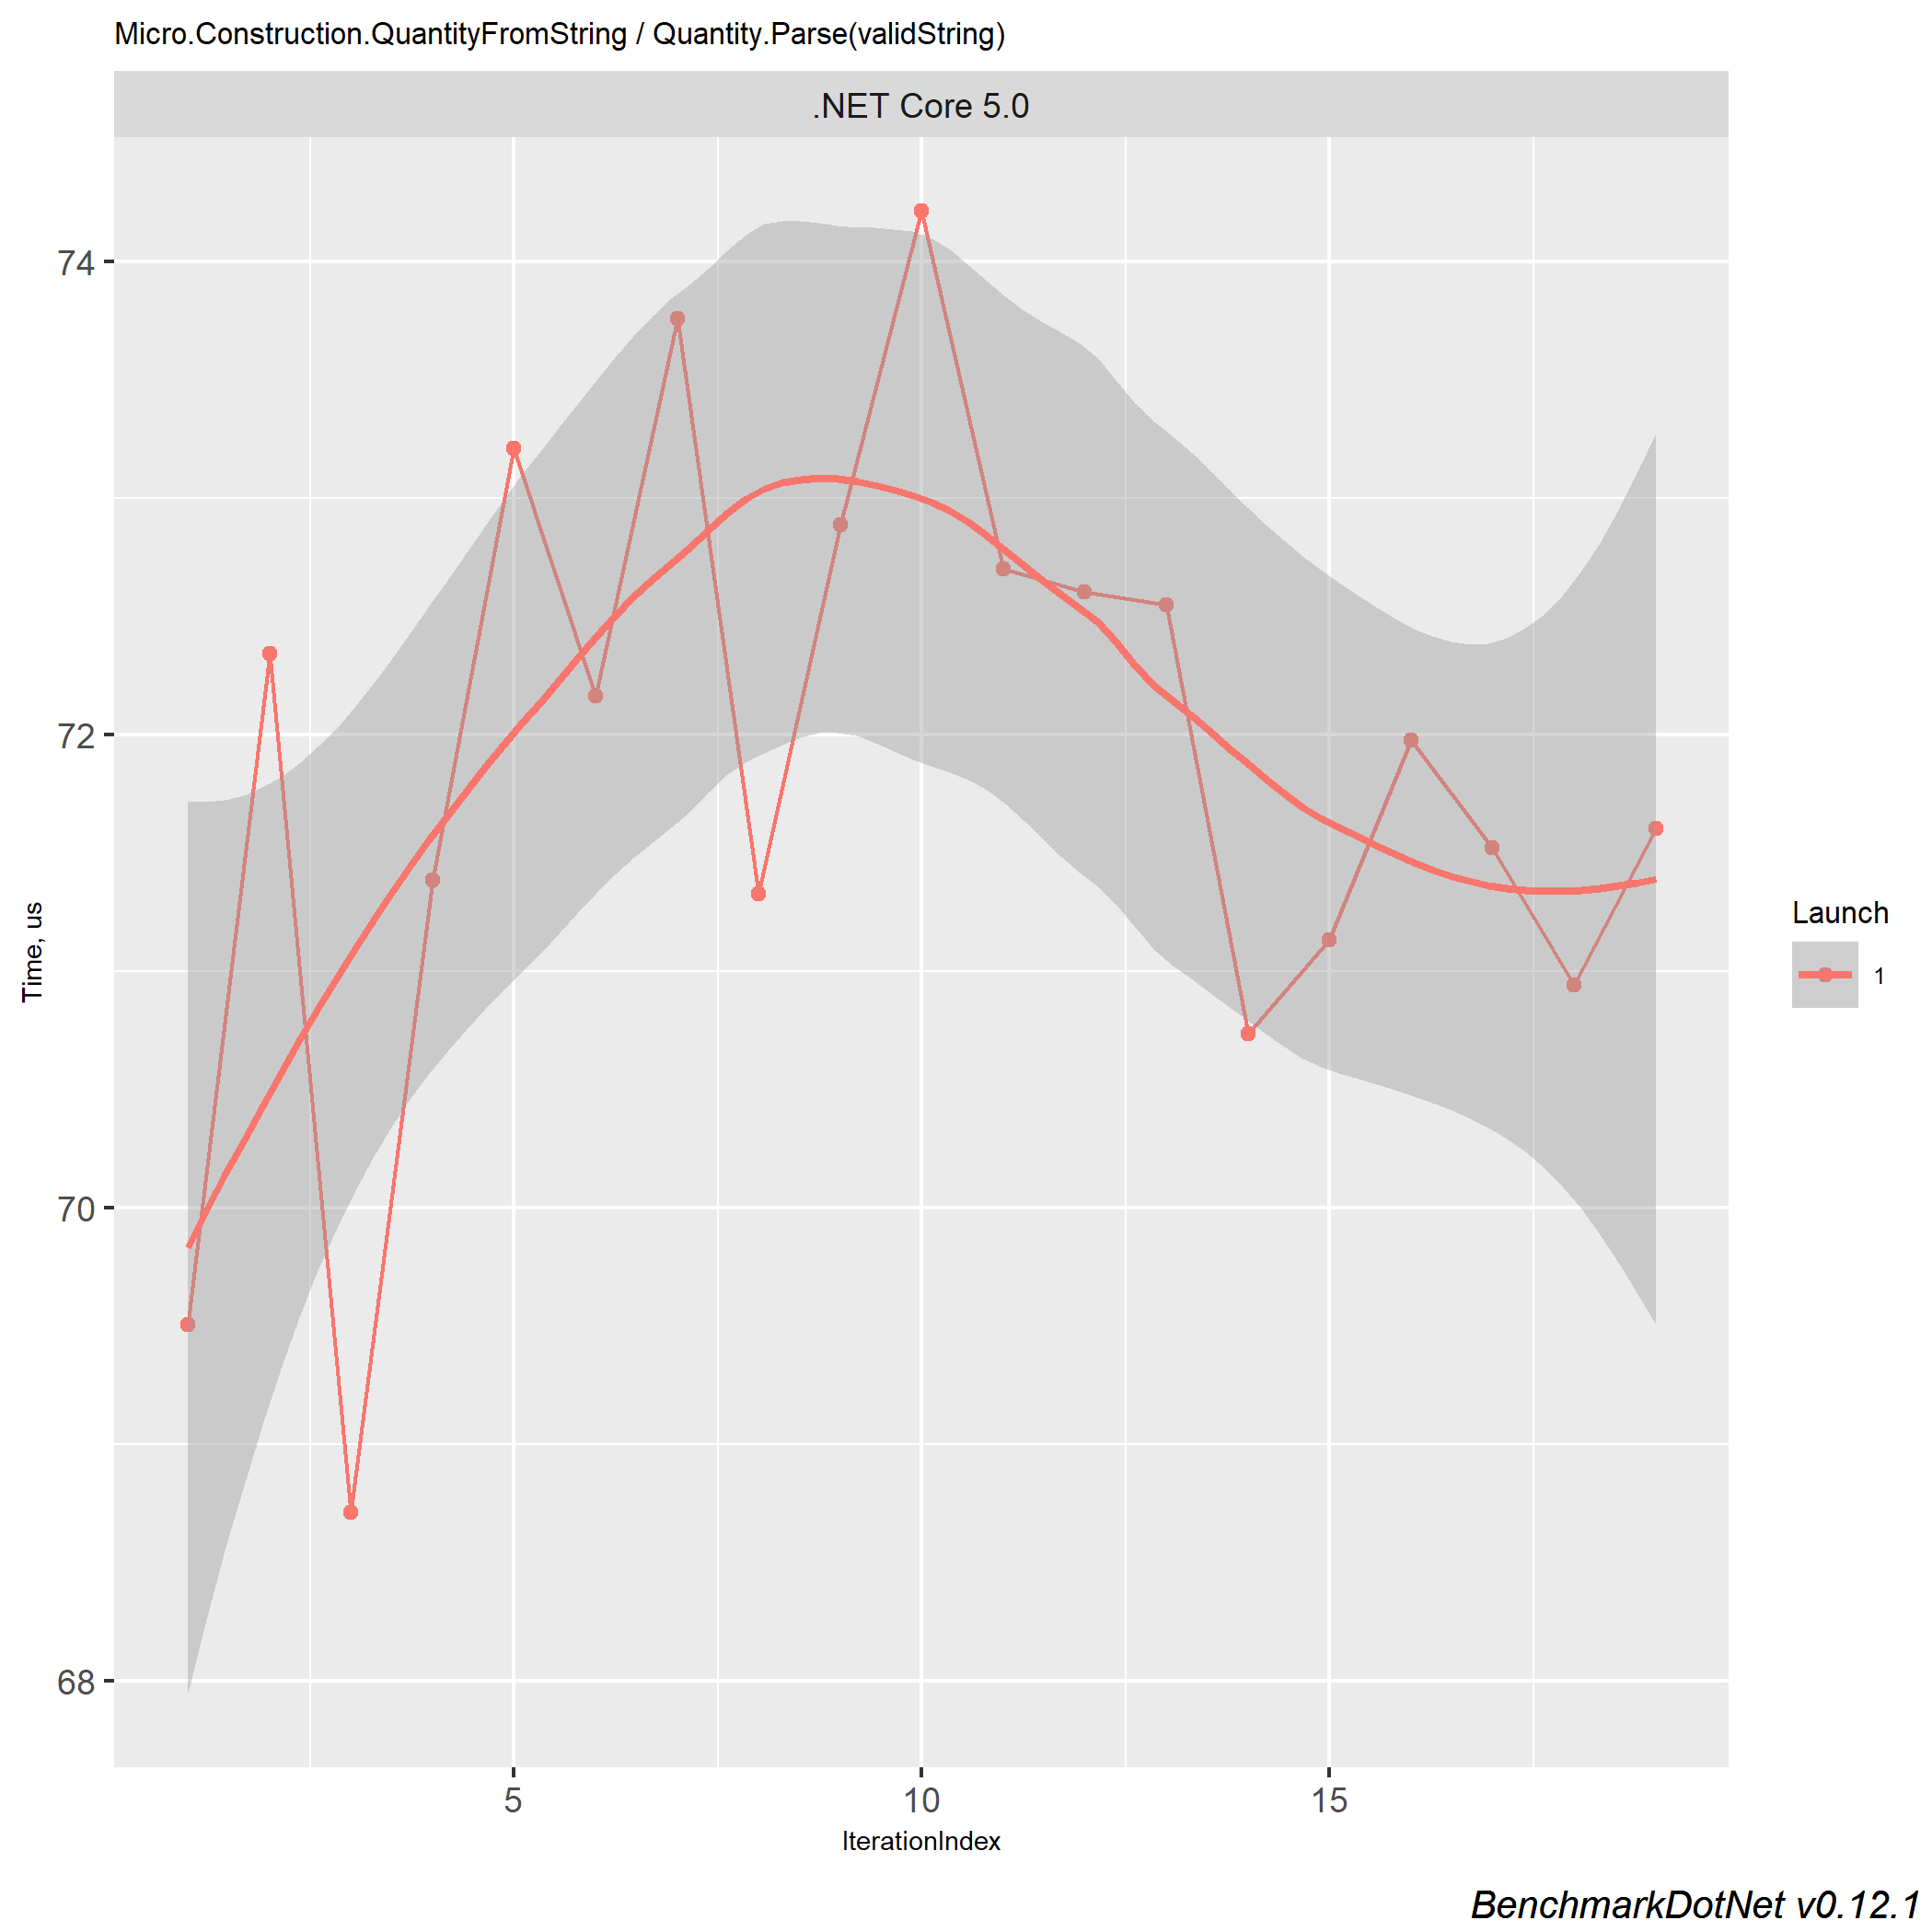 Micro.Construction.QuantityFromString / Quantity.Parse(validString)
.NET Core 5.0
74
72
70
68
Time, us
5
10
15
IterationIndex
Launch
1
BenchmarkDotNet v0.12.1